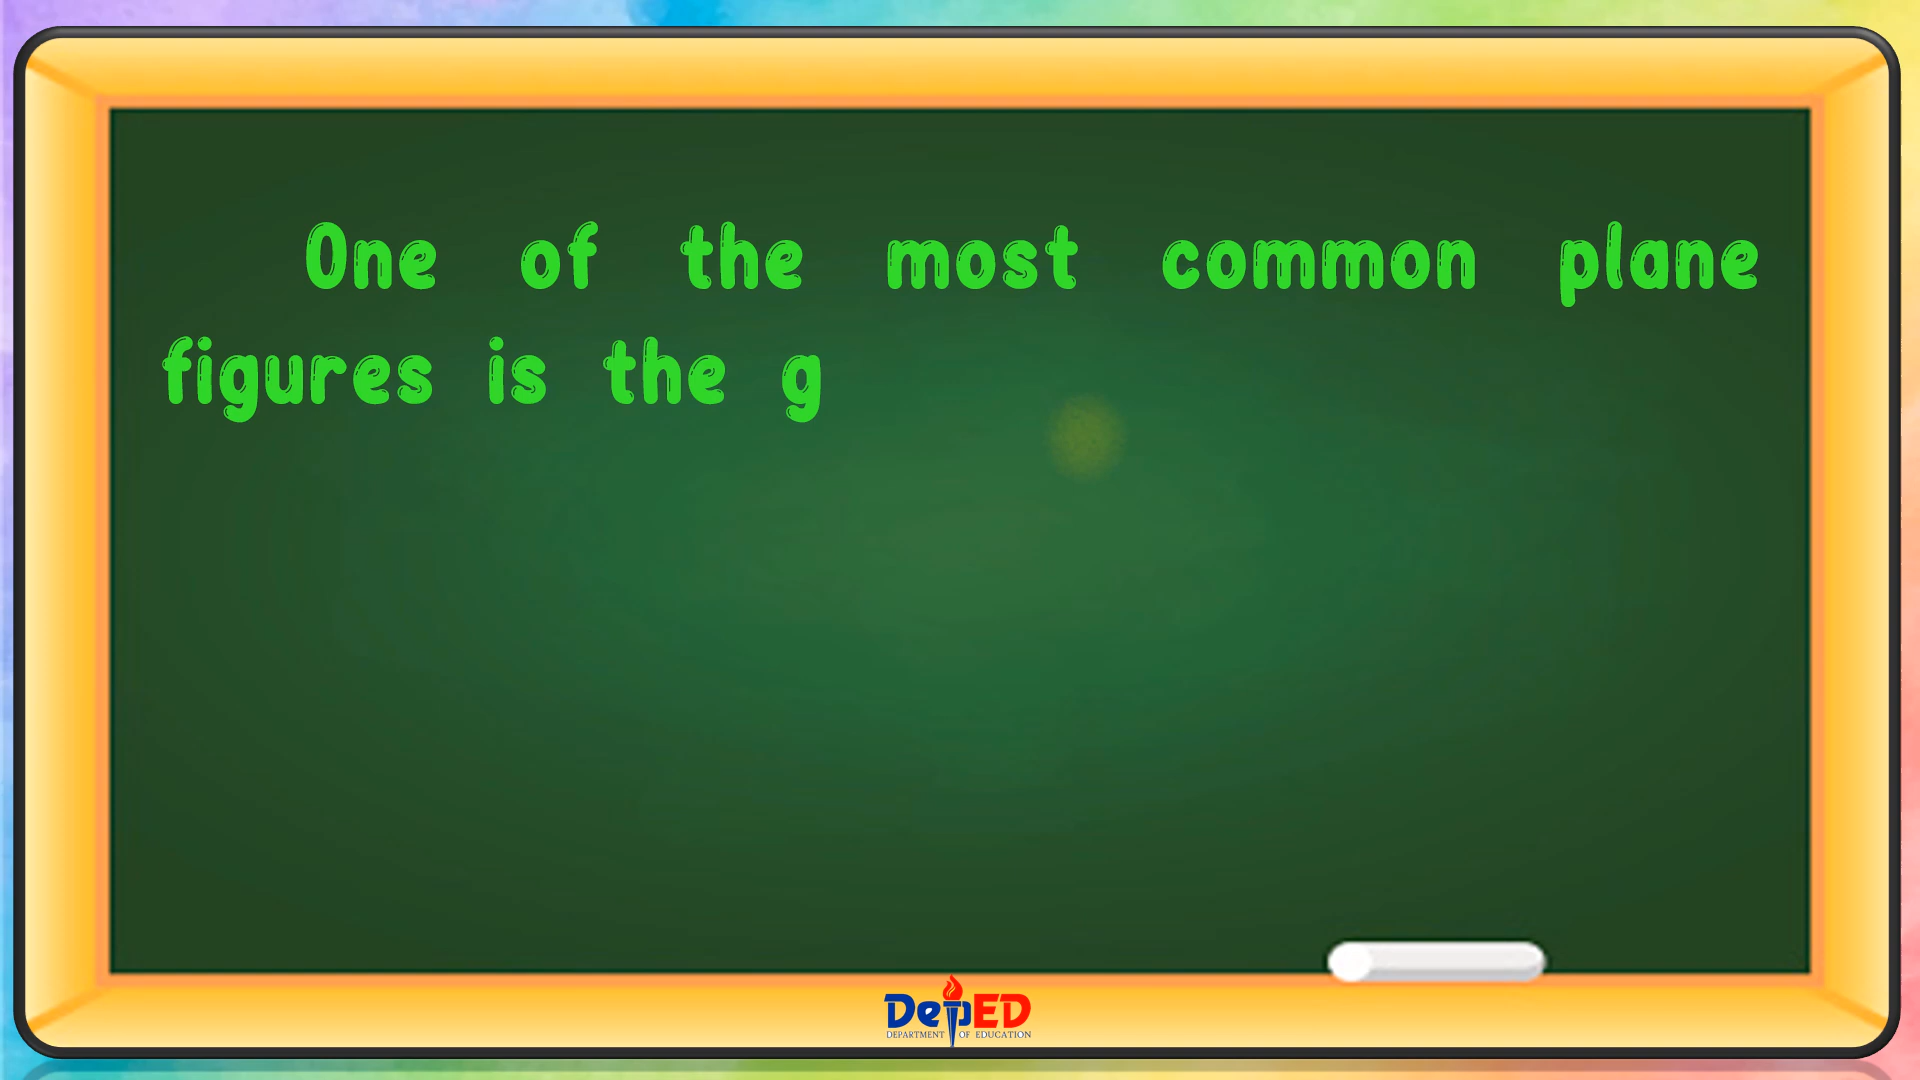 One of the most common plane
figures is the g
DepED
DEPARTMENT OF EDUCATION